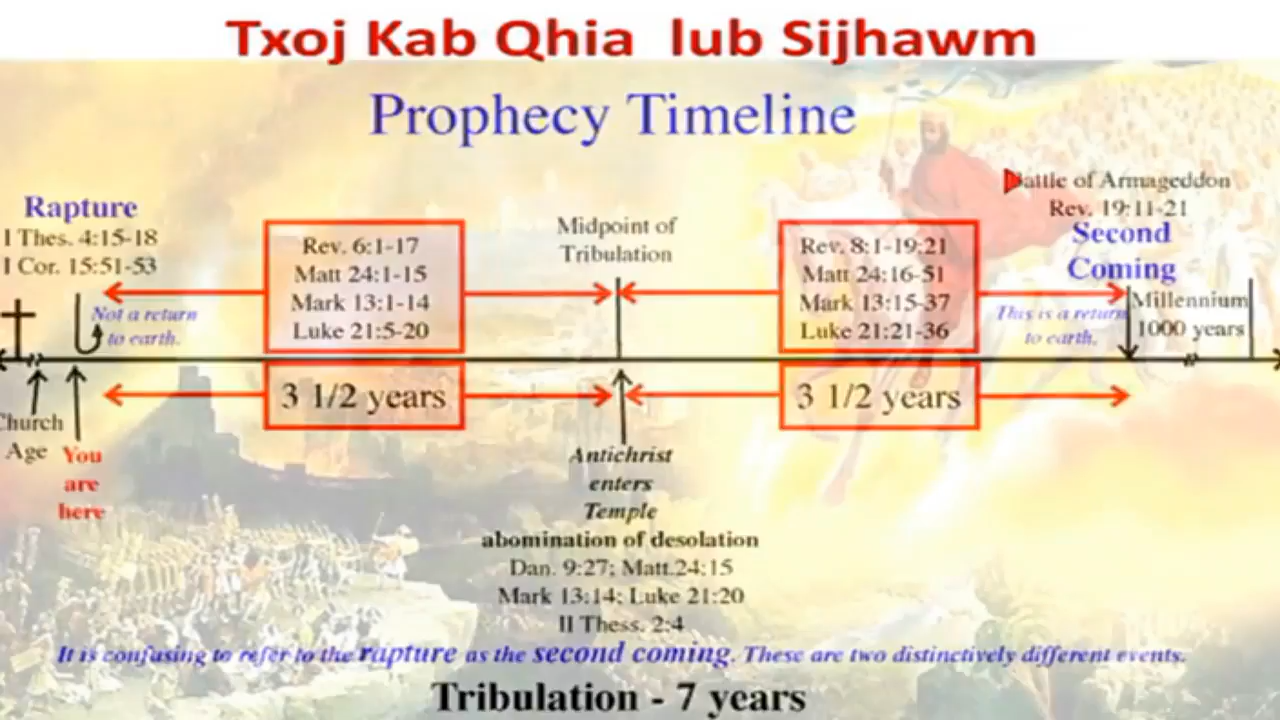 Txoj Kab Qhia lub Sijhawm
Prophecy Timeline
Rapture
I Thes. 4:15-18
I Cor. 15:51-53
Not a return
to earth.
Rev. 6:1-17
Matt 24:1-15
Mark 13:1-14
Luke 21:5-20
Midpoint of
Tribulation
Rev. 8:1-19:21
Matt 24:16-51
Mark 13:15-37
Luke 21:21-36
Battle of Armageddon
Rev. 19:11-21
Second
Coming
This is a return
to earth.
Millennium
1000 years
Church
Age
You
are
here
3 1/2 years
3 1/2 years
Antichrist
enters
Temple
abomination of desolation
Dan. 9:27; Matt.24:15
Mark 13:14; Luke 21:20
II Thess. 2:4
It is confusing to refer to the rapture as the second coming. These are two distinctively different events.
Tribulation - 7 years